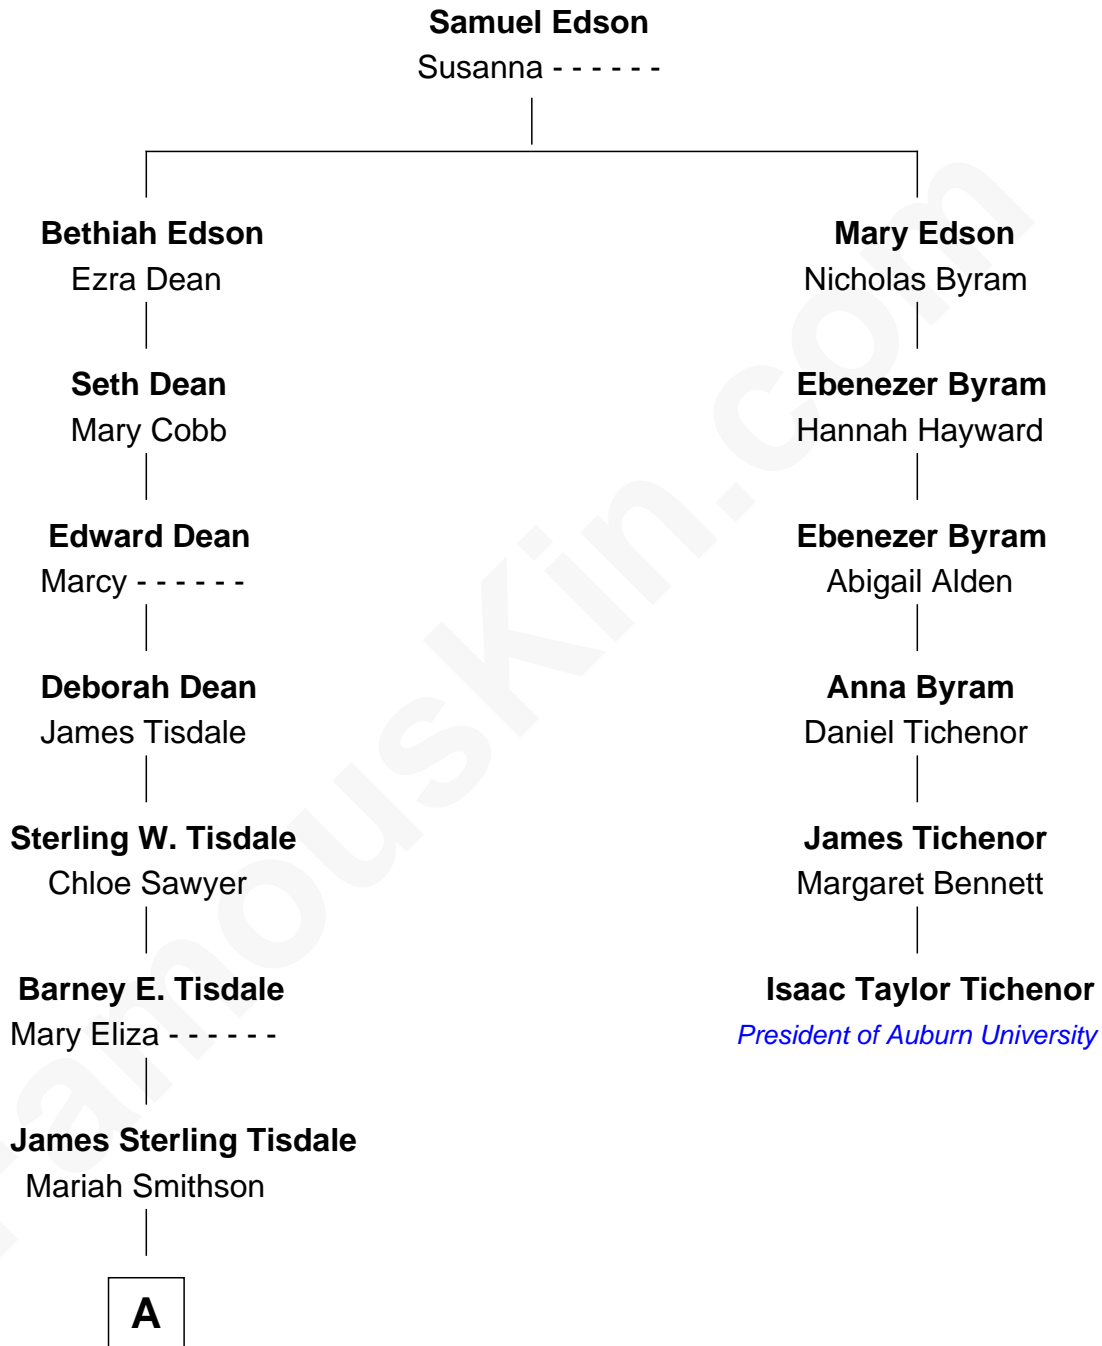 Samuel Edson
Susanna - - - - - -
Bethiah Edson
Ezra Dean
Mary Edson
Nicholas Byram
Seth Dean
Mary Cobb
Ebenezer Byram
Hannah Hayward
Edward Dean
Marcy - - - - - -
Ebenezer Byram
Abigail Alden
Deborah Dean
James Tisdale
Anna Byram
Daniel Tichenor
Sterling W. Tisdale
Chloe Sawyer
James Tichenor
Margaret Bennett
Barney E. Tisdale
Mary Eliza - - - - - -
Isaac Taylor Tichenor
President of Auburn University
James Sterling Tisdale
Mariah Smithson
A
FamousKin.com